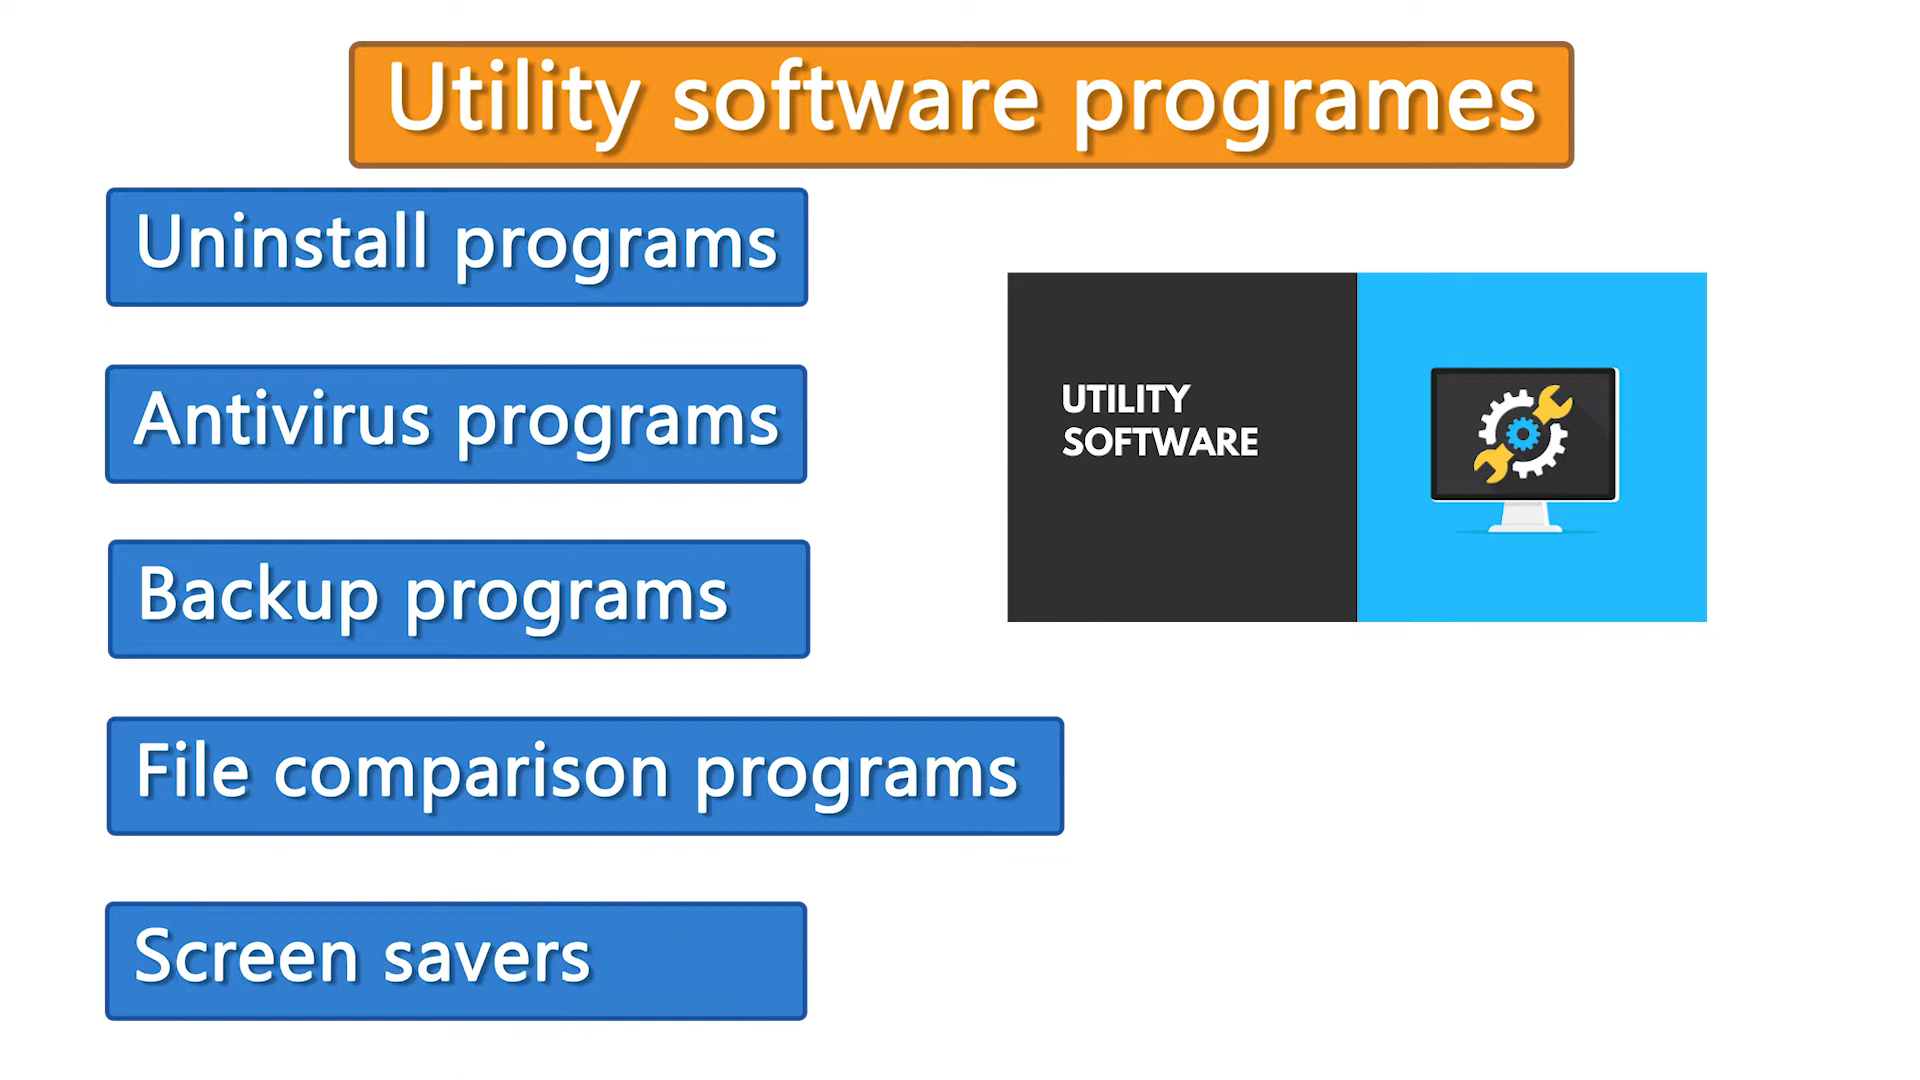 Utility software programes
Uninstall programs
Antivirus programs
UTILITY
SOFTWARE
Backup programs
File comparison programs
Screen savers